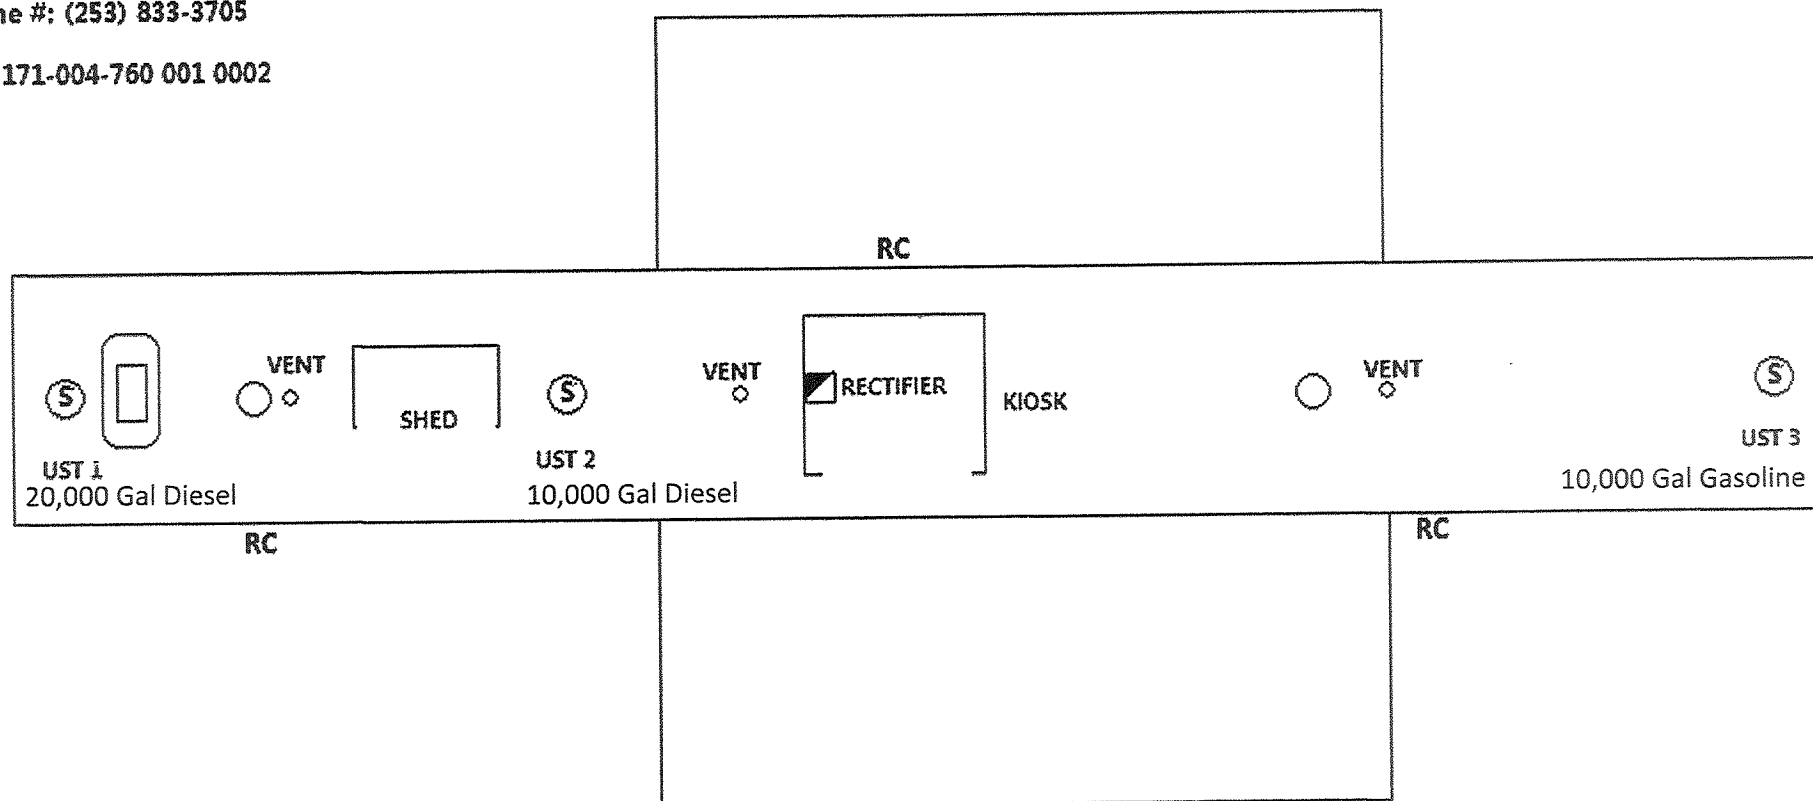 ne #: (253) 833-3705
171-004-760 001 0002
RC
VENT
SHED
S
UST 1
20,000 Gal Diesel
S
UST 2
10,000 Gal Diesel
VENT
RECTIFIER
KIOSK
VENT
S
UST 3
10,000 Gal Gasoline
RC
RC